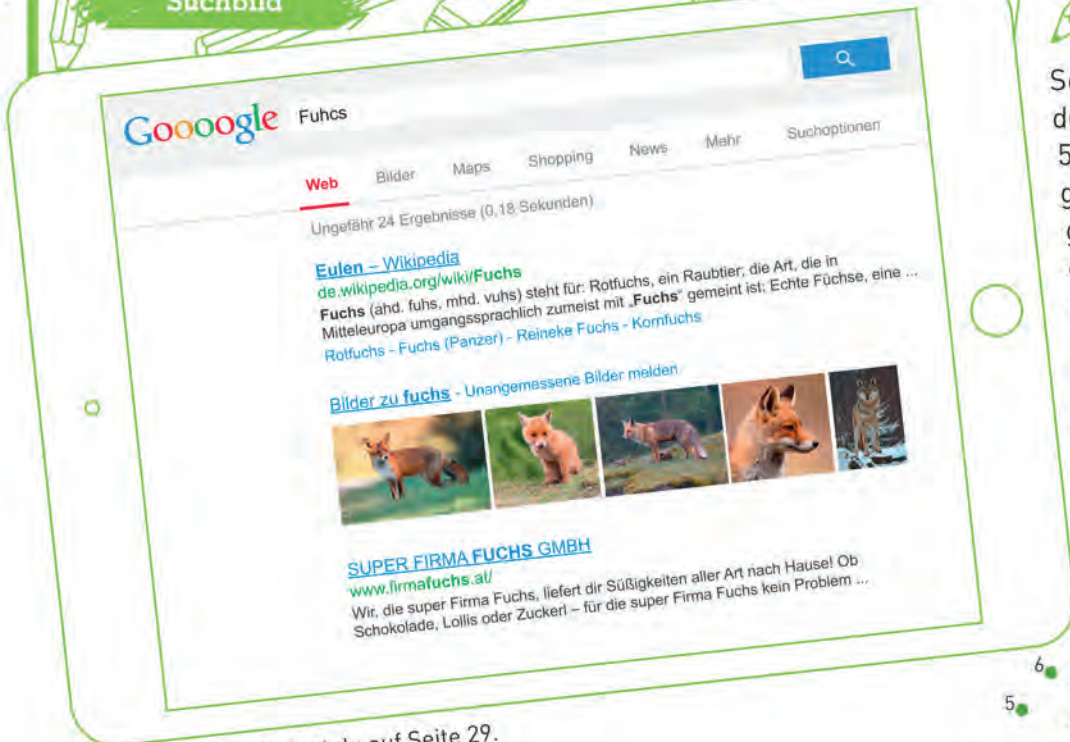 Suchbild
Goooogle Fuhcs
Web Bilder Maps Shopping News Mehr Suchoptionen
Ungefähr 24 Ergebnisse (0,18 Sekunden)
Eulen – Wikipedia
de.wikipedia.org/wiki/Fuchs
Fuchs (ahd. fuhs, mhd. vuhs) steht für: Rotfuchs, ein Raubtier; die Art, die in
Mitteleuropa umgangssprachlich zumeist mit „Fuchs“ gemeint ist; Echte Füchse, eine ...
Rotfuchs - Fuchs (Panzer) - Reineke Fuchs - Kornfuchs
Bilder zu fuchs - Unangemessene Bilder melden
SUPER FIRMA FUCHS GMBH
www.firmafuchs.at/
Wir, die super Firma Fuchs, liefert dir Süßigkeiten aller Art nach Hause! Ob
Schokolade, Lollis oder Zuckerl – für die super Firma Fuchs kein Problem ...
auf Seite 29.
5
6